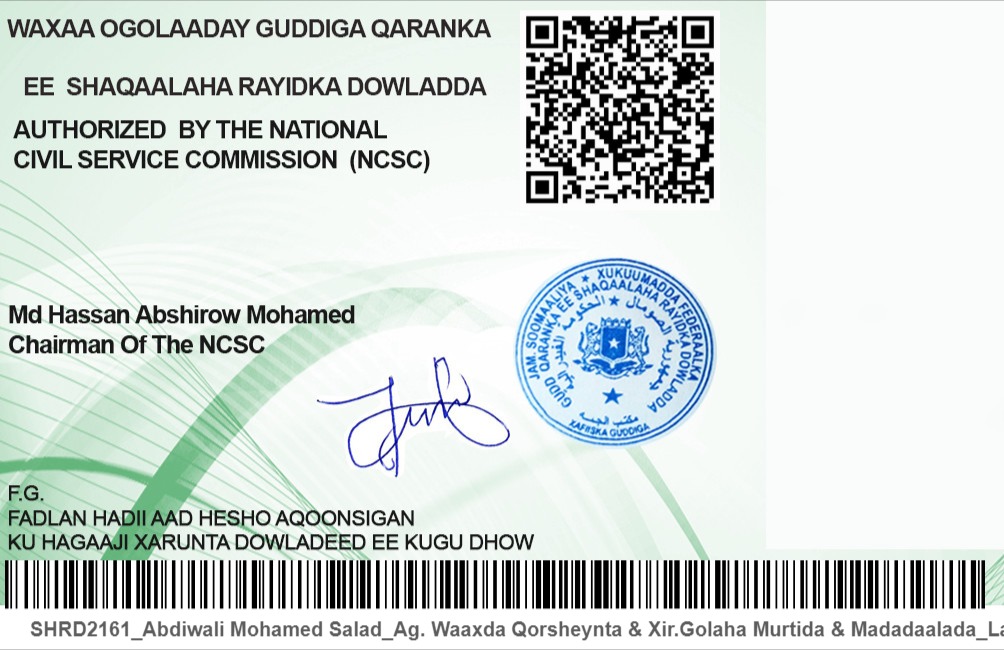 WAXAA OGOLAADAY GUDDIGA QARANKA
EE SHAQAALAHA RAYIDKA DOWLADDA
AUTHORIZED BY THE NATIONAL
CIVIL SERVICE COMMISSION (NCSC)
Md Hassan Abshirow Mohamed
Chairman Of The NCSC
JAM. SOOMAALIYA ★ XUKUUMADDA FEDERAALKA
GUDD QARANKA EE SHAQAALAHA RAYIDKA DOWLADDA
XAFIISKA GUDDIGA
F.G.
FADLAN HADII AAD HESHO AQOONSIGAN
KU HAGAAJI XARUNTA DOWLADEED EE KUGU DHOW
SHRD2161_Abdiwali Mohamed Salad_Ag. Waaxda Qorsheynta & Xir.Golaha Murtida & Madadaalada_La